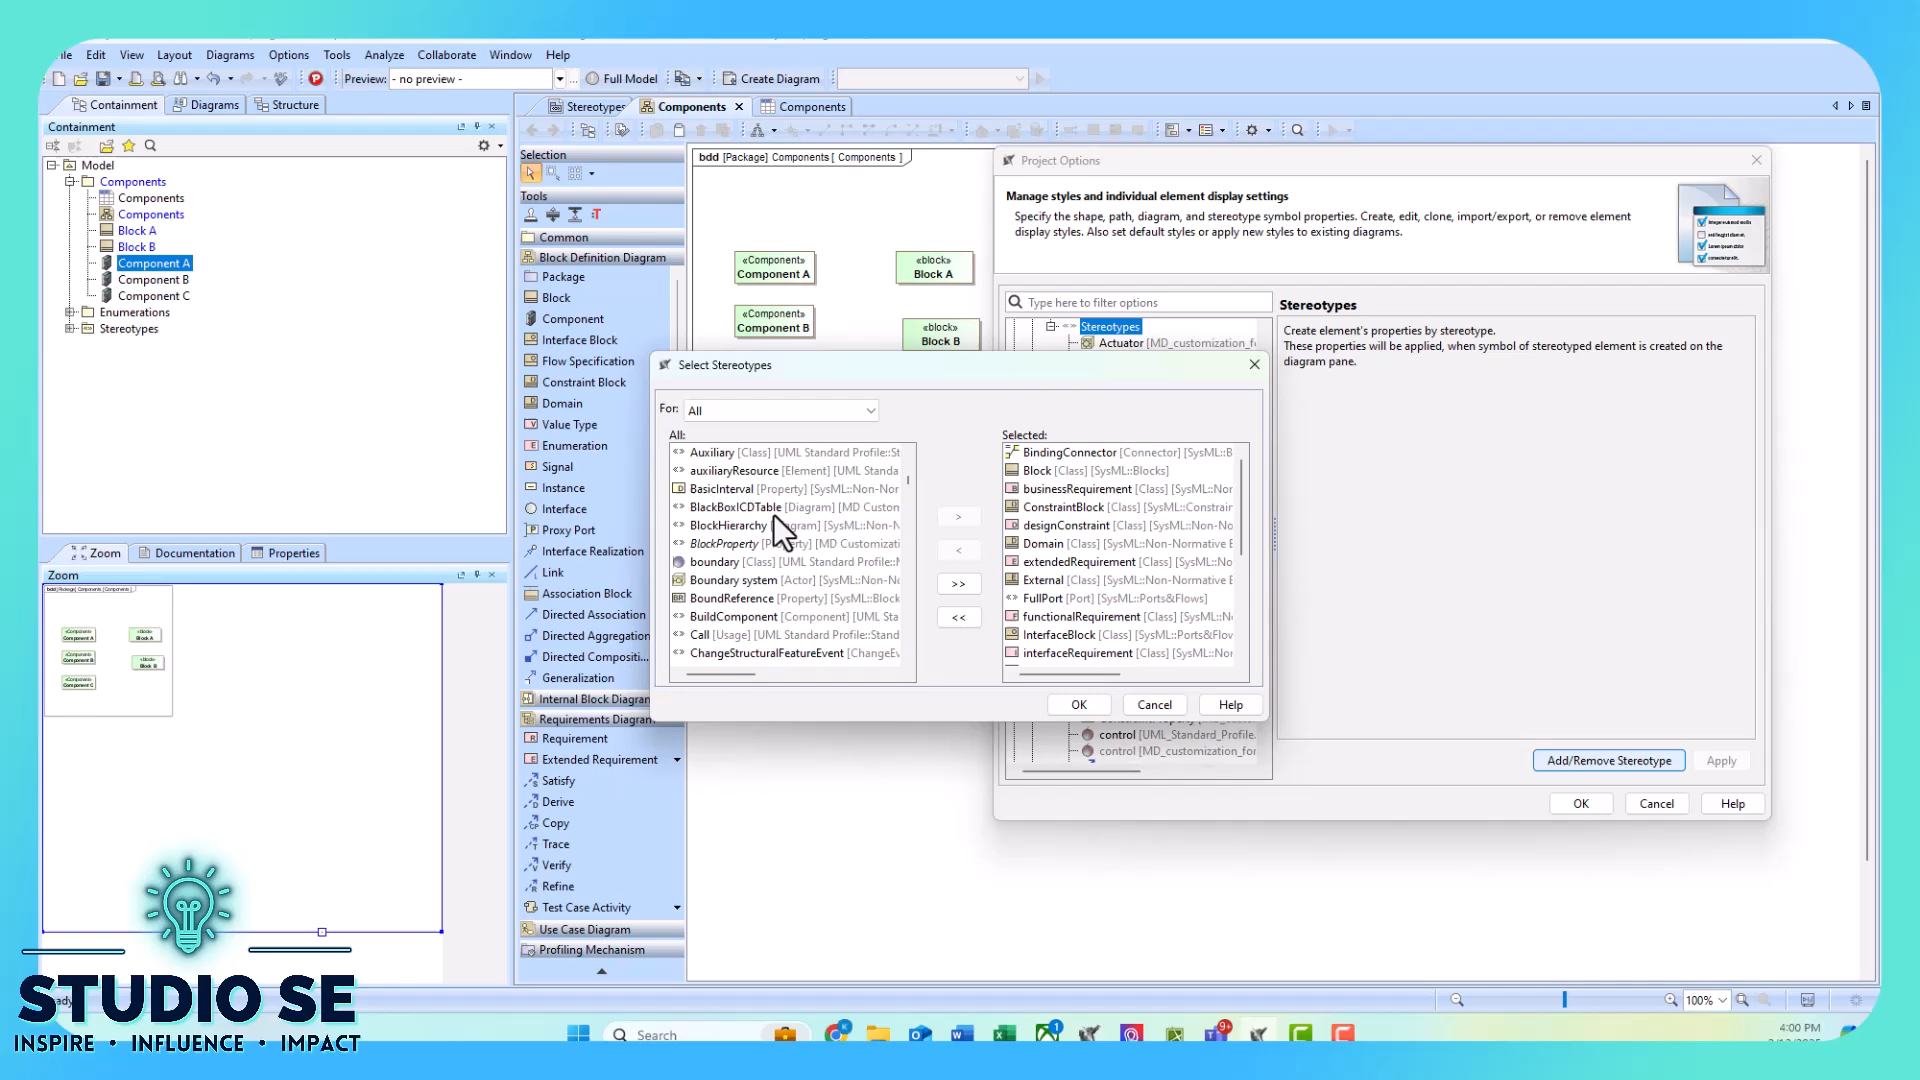 File Edit View Layout Diagrams Options Tools Analyze Collaborate Window Help
Preview: - no preview - ... Full Model Create Diagram
Containment Diagrams Structure
Stereotypes Components Components
Containment
Model
Components
Components
Components
Block A
Block B
Component A
Component B
Component C
Enumerations
Stereotypes
Zoom Documentation Properties
Zoom
Selection
Tools
Common
Block Definition Diagram
Package
Block
Component
Interface Block
Flow Specification
Constraint Block
Domain
Value Type
Enumeration
Signal
Instance
Interface
Proxy Port
Interface Realization
Link
Association Block
Directed Association
Directed Aggregation
Directed Compositi...
Generalization
Internal Block Diagram
Requirements Diagram
Requirement
Extended Requirement
Satisfy
Derive
Copy
Trace
Verify
Refine
Test Case Activity
Use Case Diagram
Profiling Mechanism
bdd [Package] Components [ Components ]
«Component»
Component A
«block»
Block A
«Component»
Component B
«block»
Block B
Project Options
Manage styles and individual element display settings
Specify the shape, path, diagram, and stereotype symbol properties. Create, edit, clone, import/export, or remove element
display styles. Also set default styles or apply new styles to existing diagrams.
Type here to filter options
Stereotypes
Actuator [MD_customization_fo
control [UML_Standard_Profile.
control [MD_customization_for
Stereotypes
Create element's properties by stereotype.
These properties will be applied, when symbol of stereotyped element is created on the
diagram pane.
Add/Remove Stereotype Apply
OK Cancel Help
Select Stereotypes
For: All
All:
Auxiliary [Class] [UML Standard Profile::St
auxiliaryResource [Element] [UML Standa
BasicInterval [Property] [SysML::Non-Nor
BlackBoxICDTable [Diagram] [MD Custom
BlockHierarchy [Diagram] [SysML::Non-N
BlockProperty [Property] [MD Customizati
boundary [Class] [UML Standard Profile::M
Boundary system [Actor] [SysML::Non-No
BoundReference [Property] [SysML::Block
BuildComponent [Component] [UML Sta
Call [Usage] [UML Standard Profile::Stand
ChangeStructuralFeatureEvent [ChangeEv
> < >> <<
Selected:
BindingConnector [Connector] [SysML::B
Block [Class] [SysML::Blocks]
businessRequirement [Class] [SysML::Nor
ConstraintBlock [Class] [SysML::Constrain
designConstraint [Class] [SysML::Non-Nor
Domain [Class] [SysML::Non-Normative E
extendedRequirement [Class] [SysML::Nor
External [Class] [SysML::Non-Normative E
FullPort [Port] [SysML::Ports&Flows]
functionalRequirement [Class] [SysML::Nor
InterfaceBlock [Class] [SysML::Ports&Flow
interfaceRequirement [Class] [SysML::Nor
OK Cancel Help
100%
Search
9+
4:00 PM
STUDIO SE
INSPIRE • INFLUENCE • IMPACT